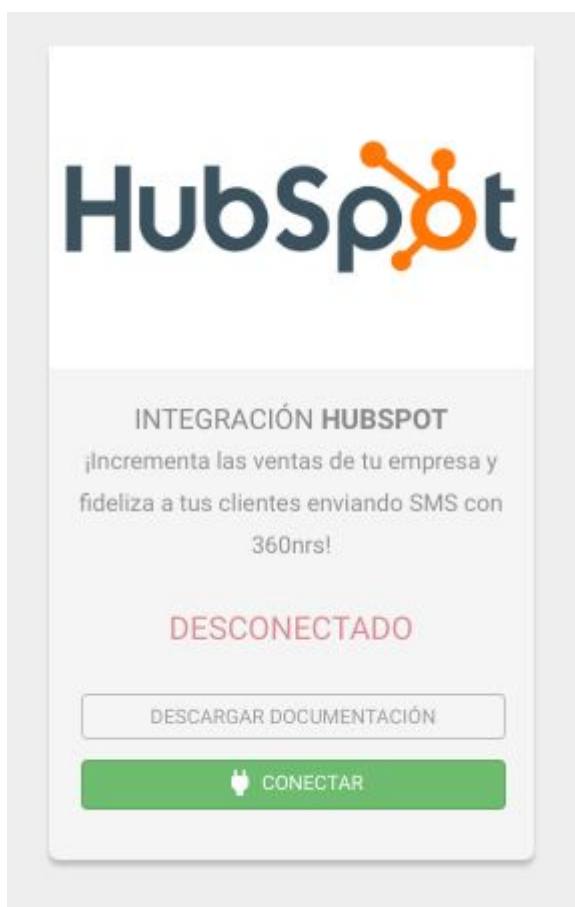 HubSpot
INTEGRACIÓN HUBSPOT
¡Incrementa las ventas de tu empresa y
fideliza a tus clientes enviando SMS con
360nrs!
DESCONECTADO
DESCARGAR DOCUMENTACIÓN
CONECTAR